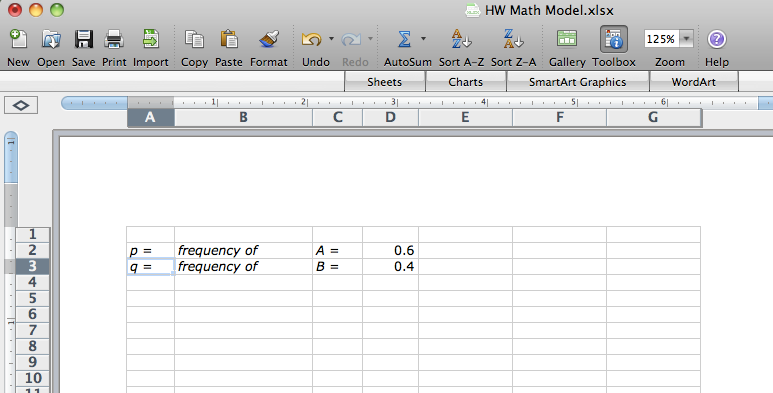 HW Math Model.xlsx
New Open Save Print Import Copy Paste Format Undo Redo AutoSum Sort A-Z Sort Z-A Gallery Toolbox Zoom Help
125%
Sheets Charts SmartArt Graphics WordArt
1 2 3 4 5 6
A B C D E F G
1
2 p = frequency of A = 0.6
3 q = frequency of B = 0.4
4
5
6
7
8
9
10
11